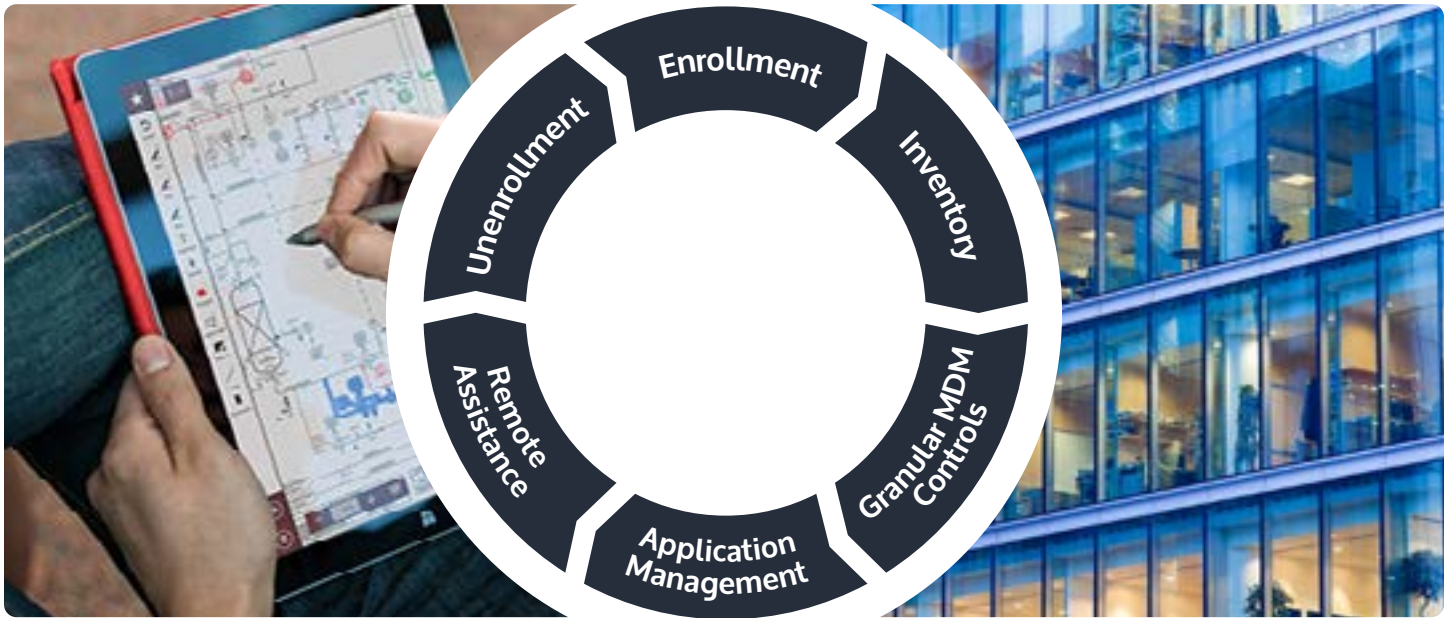 Enrollment
Inventory
Granular MDM
Controls
Application
Management
Remote
Assistance
Unenrollment